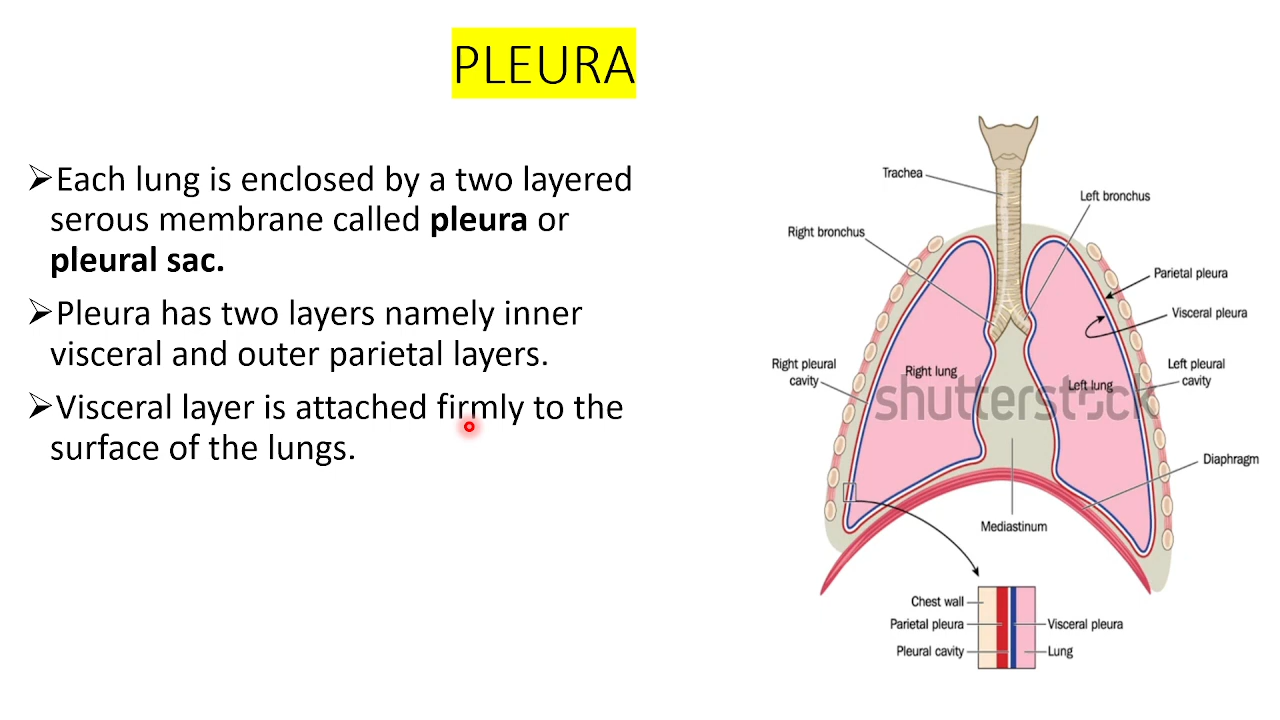 PLEURA
➢Each lung is enclosed by a two layered
serous membrane called pleura or
pleural sac.
➢Pleura has two layers namely inner
visceral and outer parietal layers.
➢Visceral layer is attached firmly to the
surface of the lungs.
Trachea
Left bronchus
Right bronchus
Parietal pleura
Visceral pleura
Right pleural
cavity
Right lung
Left lung
Left pleural
cavity
shutterstock
Diaphragm
Mediastinum
Chest wall
Parietal pleura
Visceral pleura
Pleural cavity
Lung